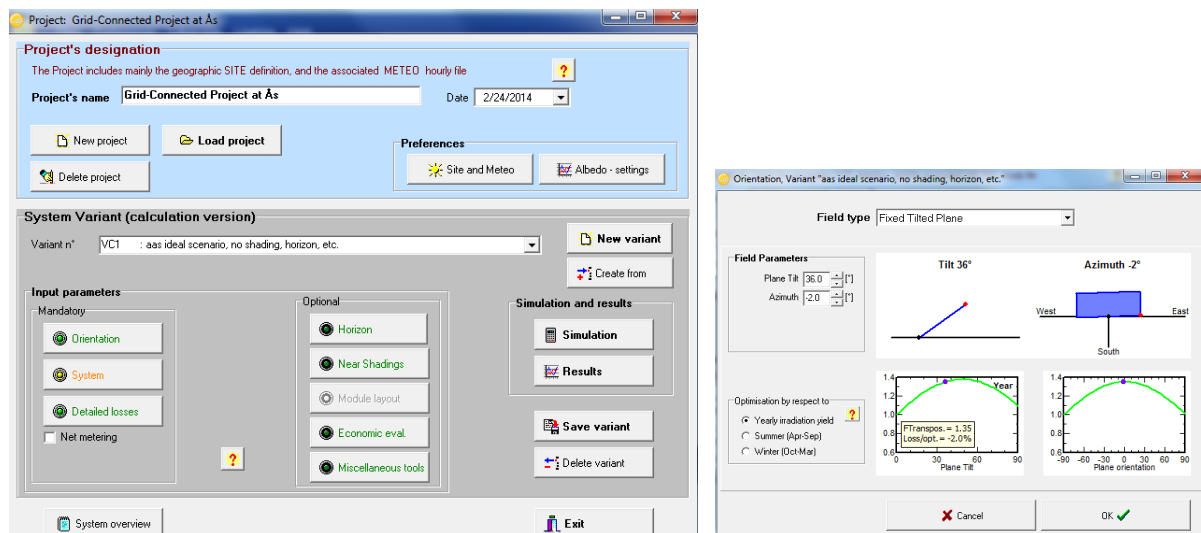 Project: Grid-Connected Project at Ås
Project's designation
The Project includes mainly the geographic SITE definition, and the associated METEO hourly file
?
Project's name Grid-Connected Project at Ås Date 2/24/2014
New project Load project
Delete project
Preferences
Site and Meteo Albedo - settings
System Variant (calculation version)
Variant n° VC1 : aas ideal scenario, no shading, horizon, etc.
New variant
Create from
Input parameters
Mandatory
Orientation
System
Detailed losses
Net metering
?
Optional
Horizon
Near Shadings
Module layout
Economic eval.
Miscellaneous tools
Simulation and results
Simulation
Results
Save variant
Delete variant
System overview
Exit
Orientation, Variant "aas ideal scenario, no shading, horizon, etc."
Field type Fixed Tilted Plane
Field Parameters
Plane Tilt 36.0 [°]
Azimuth -2.0 [°]
Tilt 36° Azimuth -2°
West East
South
Optimisation by respect to
Yearly irradiation yield
?
Summer (Apr-Sep)
Winter (Oct-Mar)
1.4
1.2
1.0
0.8
0.6
Year
FTranspos.= 1.35
Loss/opt.= -2.0%
0 30 60 90
Plane Tilt
1.4
1.2
1.0
0.8
0.6
-90 -60 -30 0 30 60 90
Plane orientation
Cancel OK